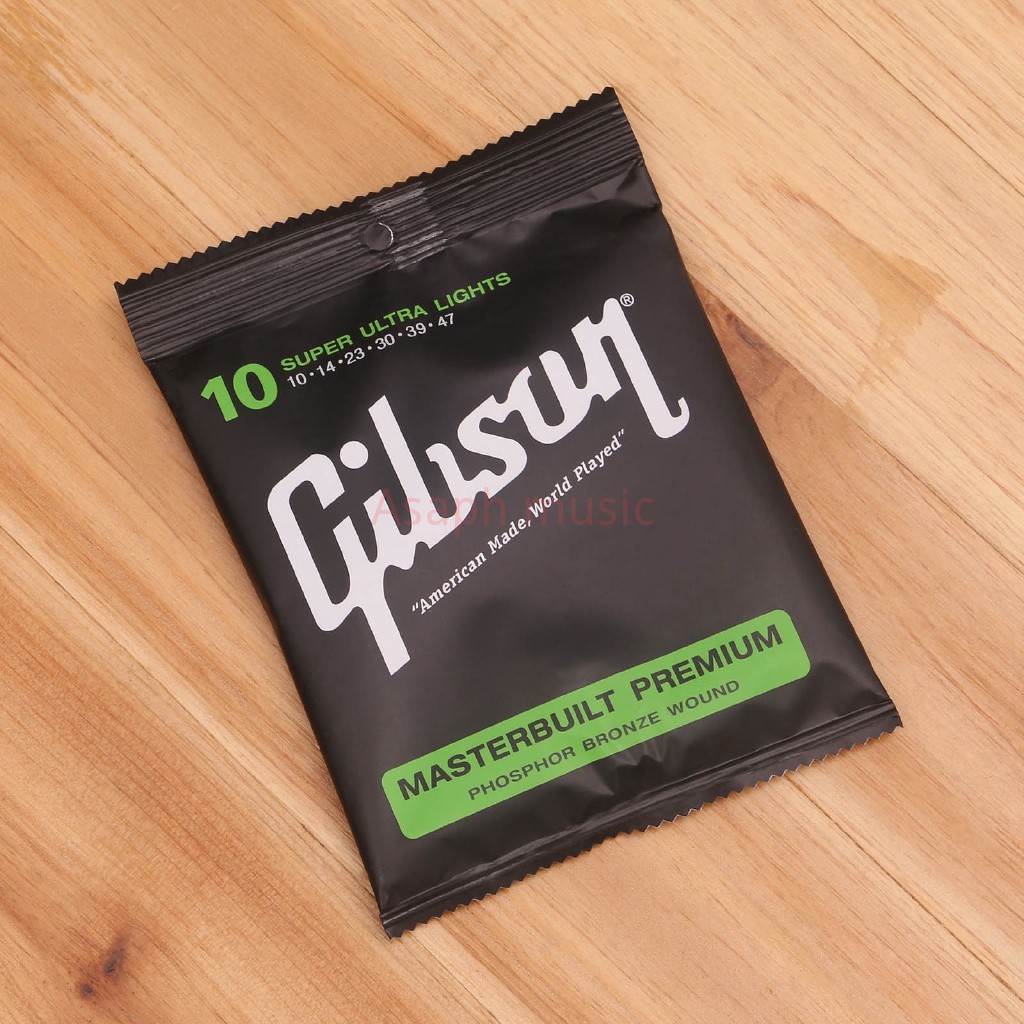 10
SUPER ULTRA LIGHTS
10•14•23•30•39•47
Gibson®
"American Made, World Played"
Asaph music
MASTERBUILT PREMIUM
PHOSPHOR BRONZE WOUND